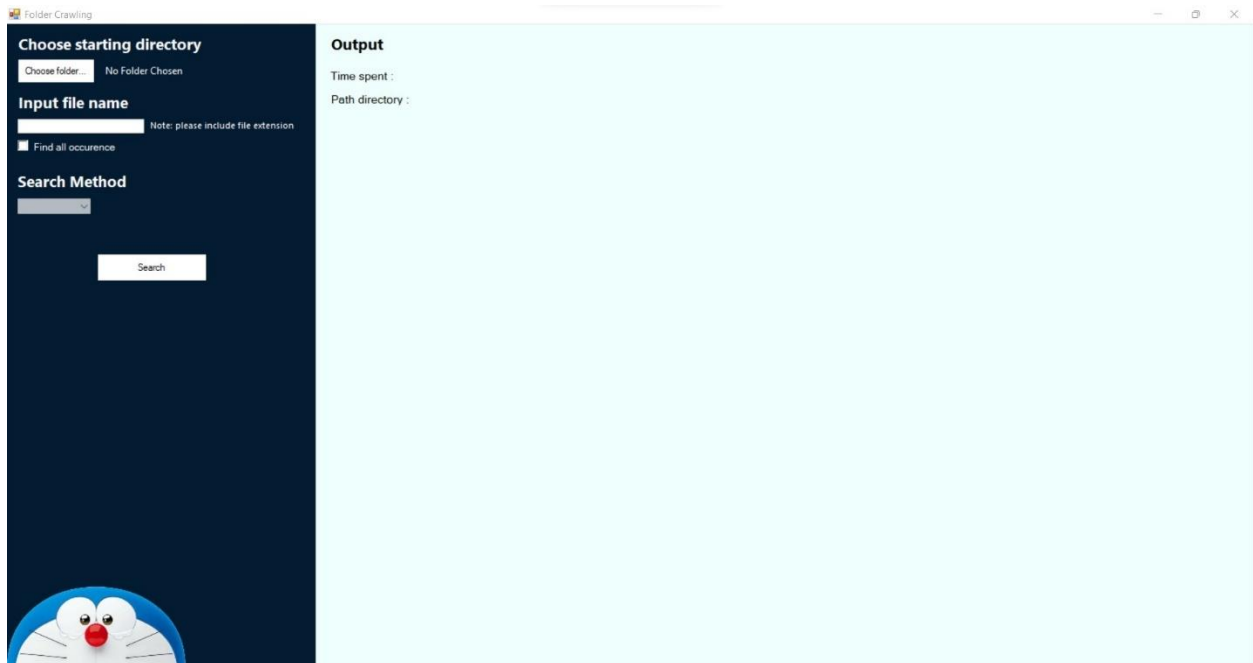 Folder Crawling
Choose starting directory
Choose folder... No Folder Chosen
Input file name
Note: please include file extension
Find all occurence
Search Method
Search
Output
Time spent :
Path directory :